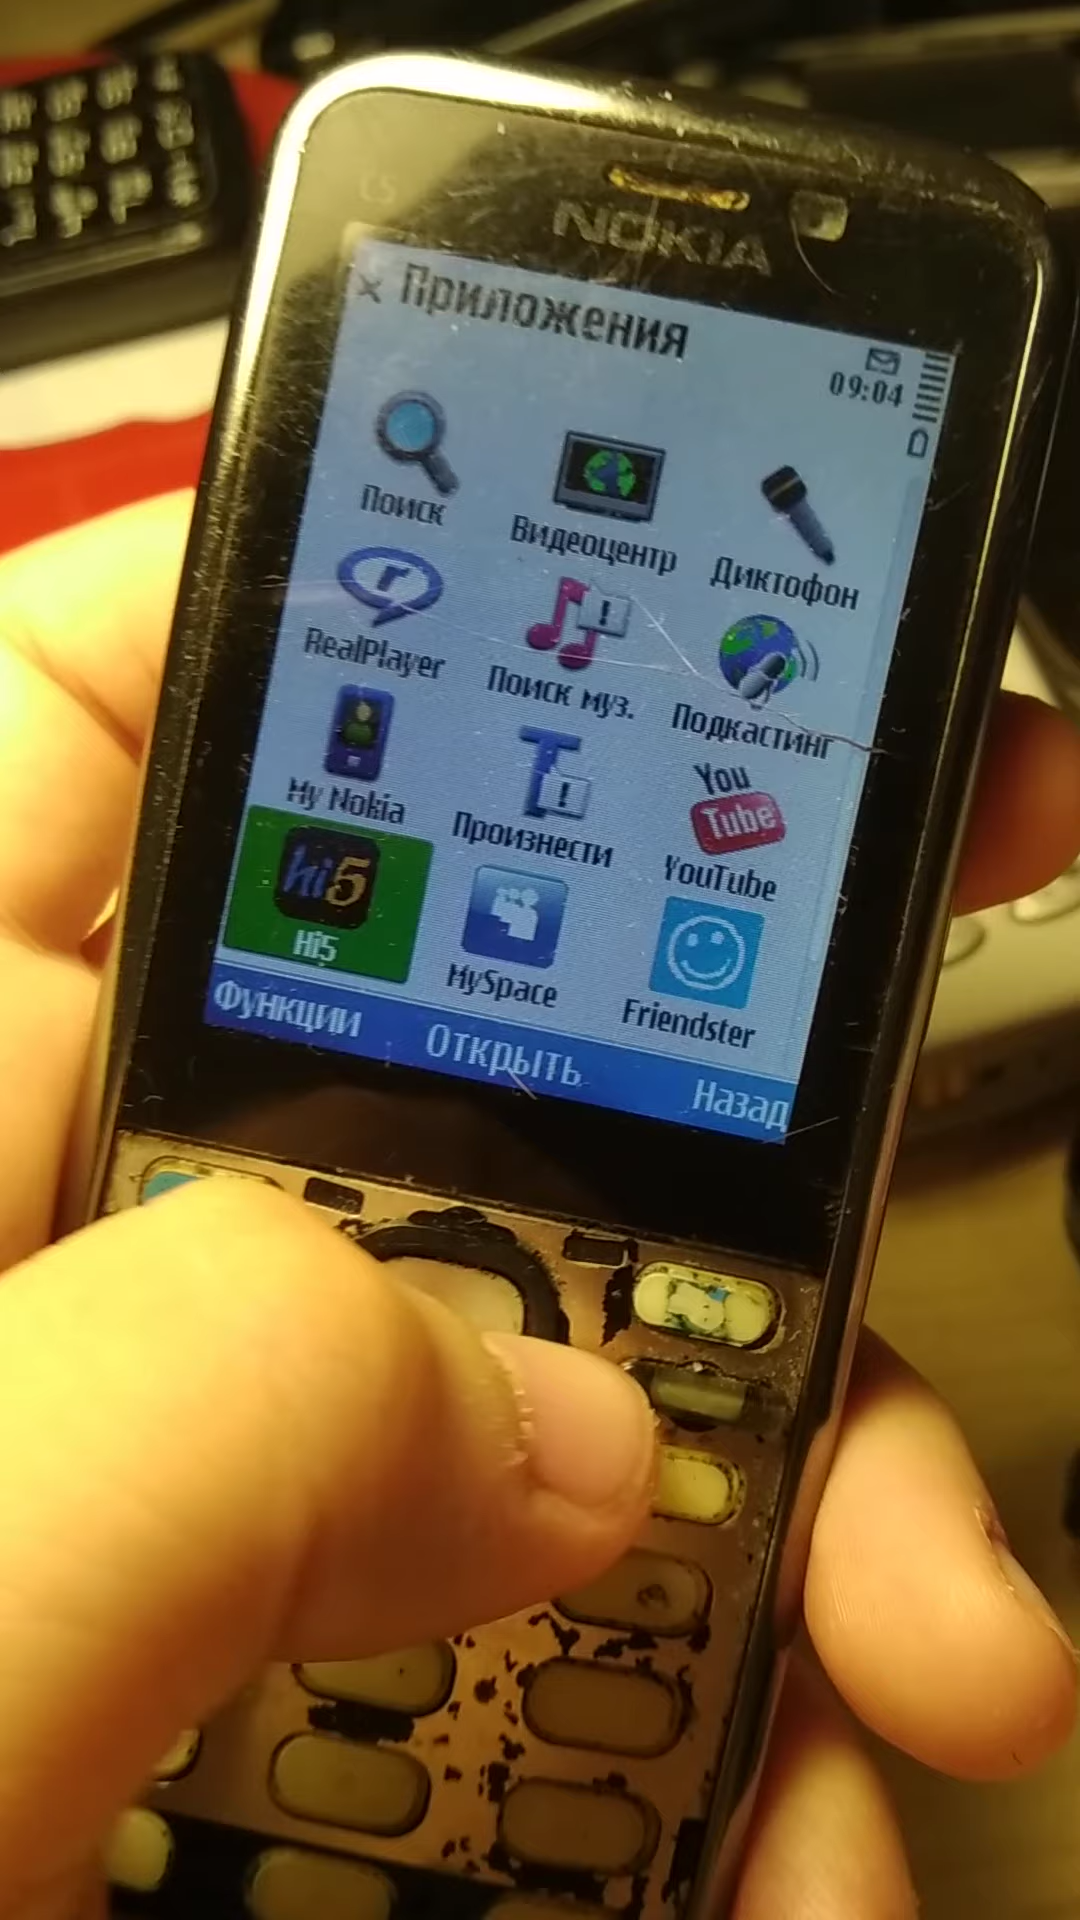 C5
NOKIA
Приложения
09:04
Поиск
Видеоцентр
Диктофон
RealPlayer
Поиск муз.
Подкастинг
My Nokia
Произнести
You
Tube
YouTube
hi5
Hi5
MySpace
Friendster
Функции
Открыть
Назад